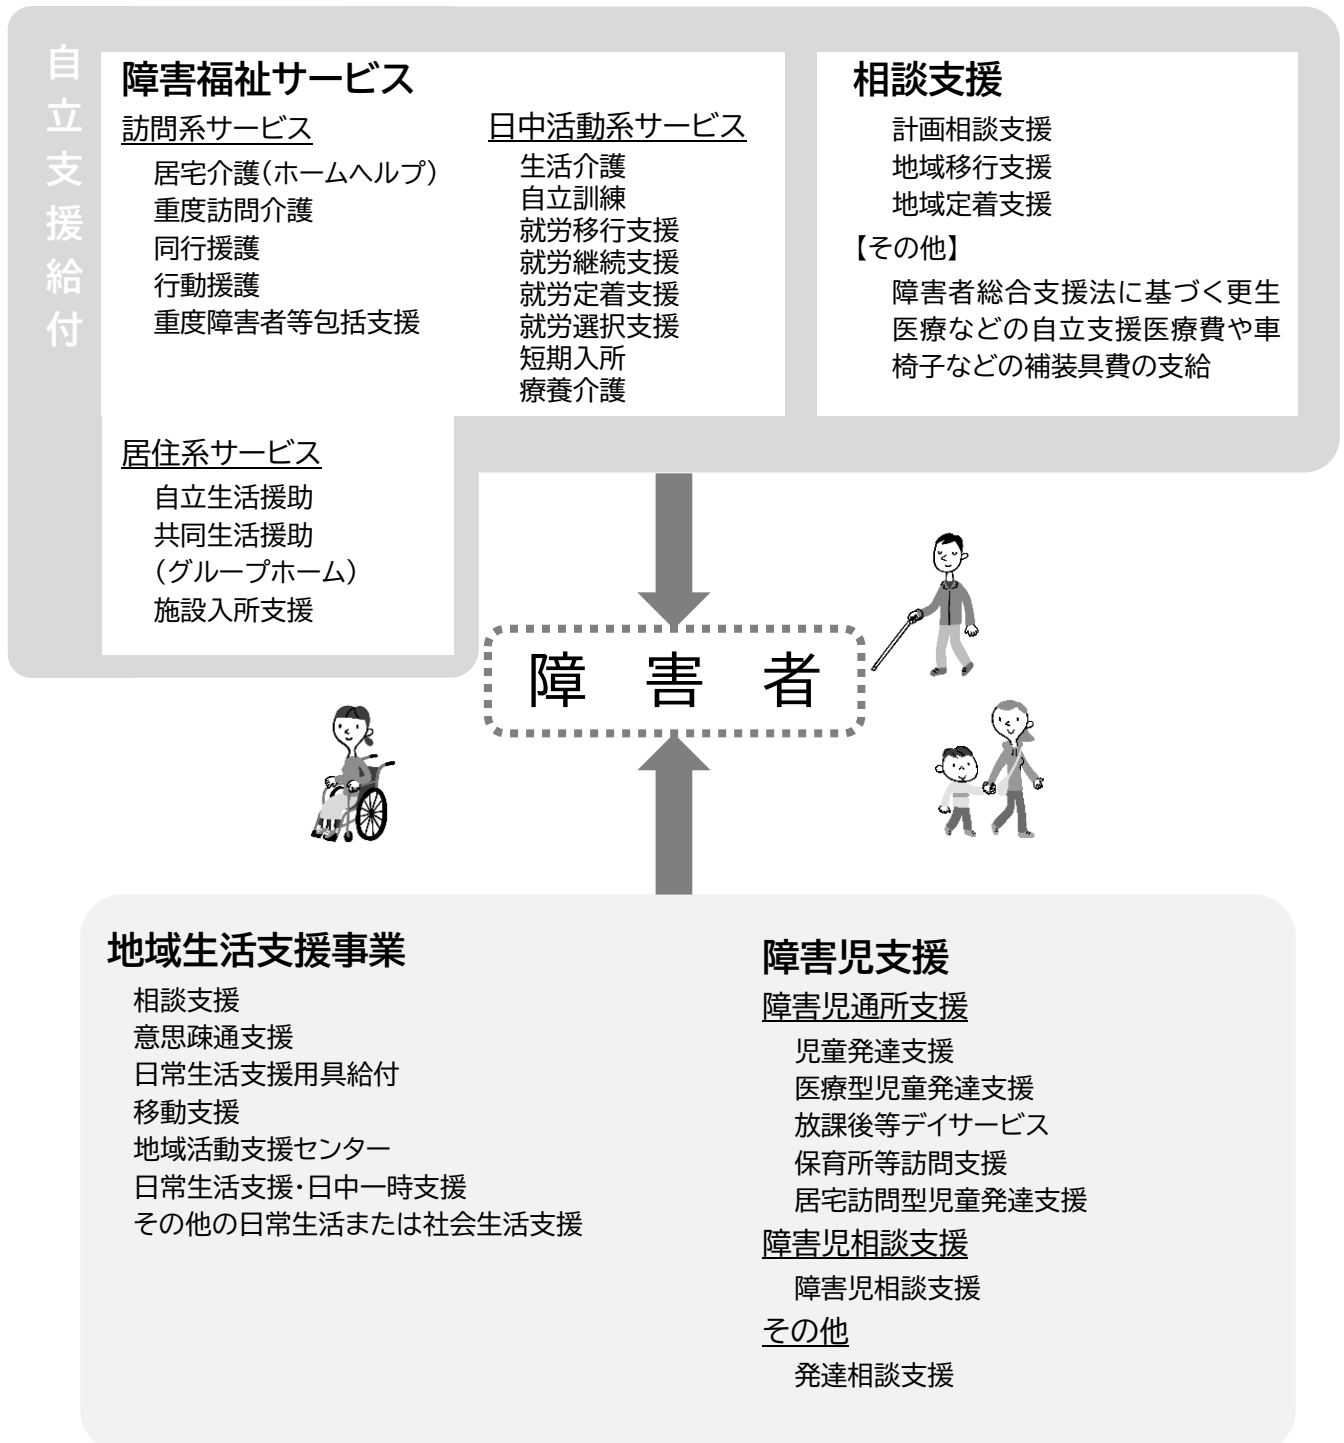 自立支援給付
障害福祉サービス
訪問系サービス
居宅介護（ホームヘルプ）
重度訪問介護
同行援護
行動援護
重度障害者等包括支援
日中活動系サービス
生活介護
自立訓練
就労移行支援
就労継続支援
就労定着支援
就労選択支援
短期入所
療養介護
居住系サービス
自立生活援助
共同生活援助
（グループホーム）
施設入所支援
相談支援
計画相談支援
地域移行支援
地域定着支援
【その他】
障害者総合支援法に基づく更生
医療などの自立支援医療費や車
椅子などの補装具費の支給
障　害　者
地域生活支援事業
相談支援
意思疎通支援
日常生活支援用具給付
移動支援
地域活動支援センター
日常生活支援・日中一時支援
その他の日常生活または社会生活支援
障害児支援
障害児通所支援
児童発達支援
医療型児童発達支援
放課後等デイサービス
保育所等訪問支援
居宅訪問型児童発達支援
障害児相談支援
障害児相談支援
その他
発達相談支援